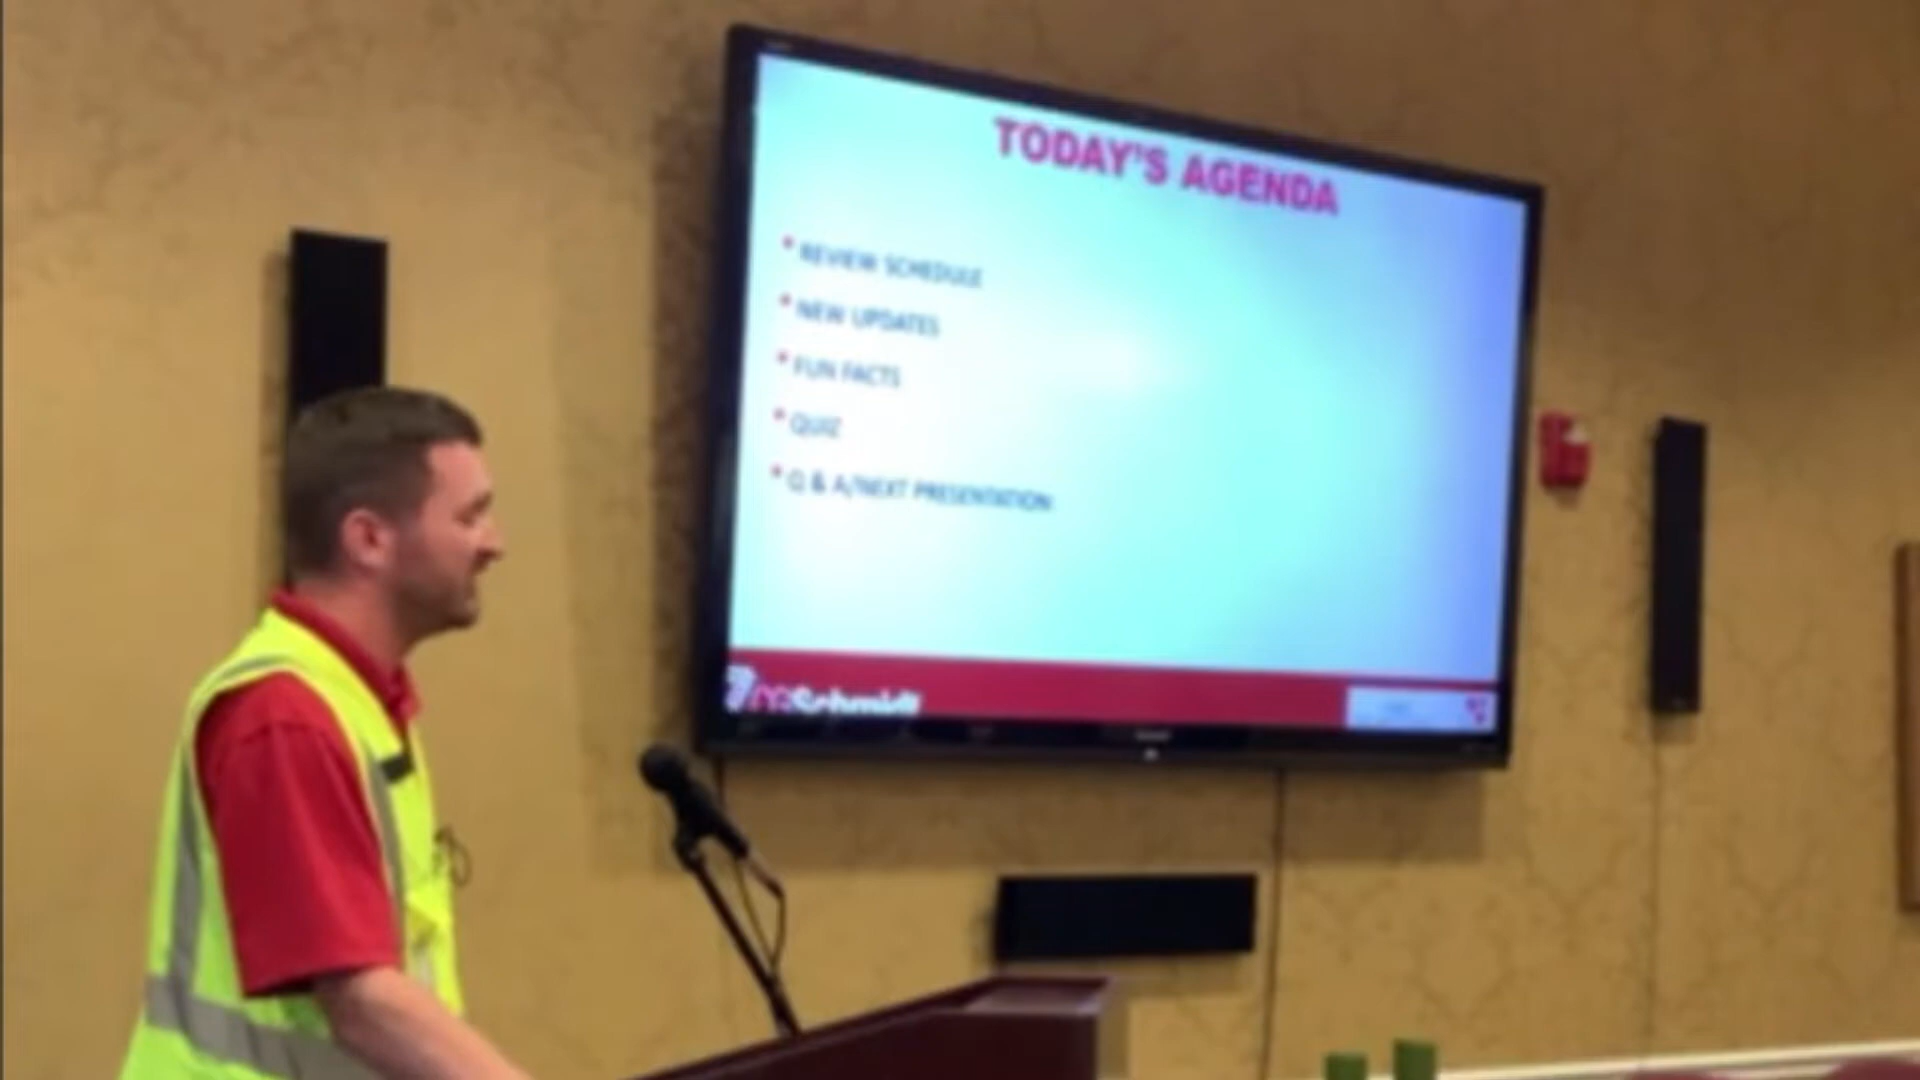 TODAY'S AGENDA
* REVIEW SCHEDULE
* NEW UPDATES
* FUN FACTS
* QUIZ
* Q & A/NEXT PRESENTATION
Schmidt